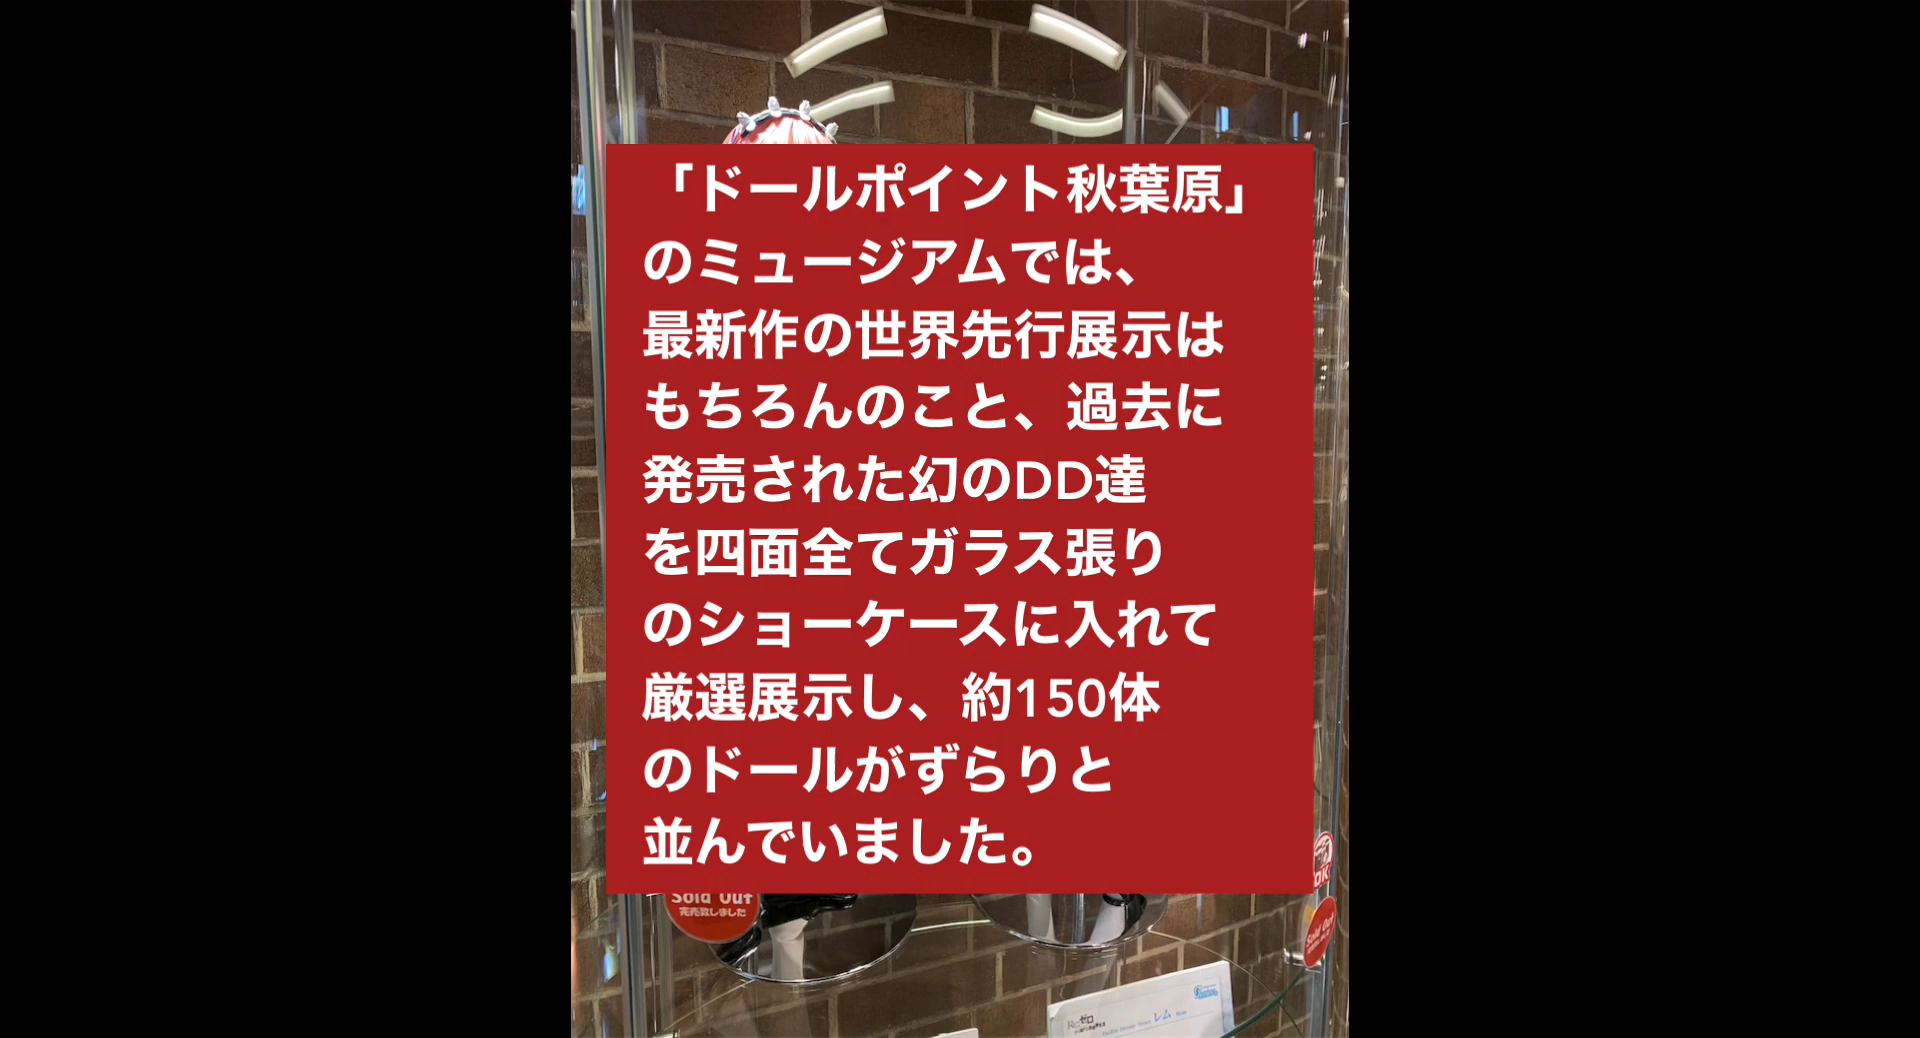 「ドールポイント秋葉原」
のミュージアムでは、
最新作の世界先行展示は
もちろんのこと、過去に
発売された幻のDD達
を四面全てガラス張り
のショーケースに入れて
厳選展示し、約150体
のドールがずらりと
並んでいました。
Sold Out
完売致しました
OK
Sold Out
Re:ゼロ
レム